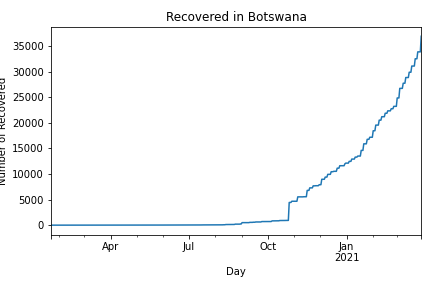 Recovered in Botswana
Number of Recovered
35000
30000
25000
20000
15000
10000
5000
0
Apr
Jul
Oct
Jan
2021
Day